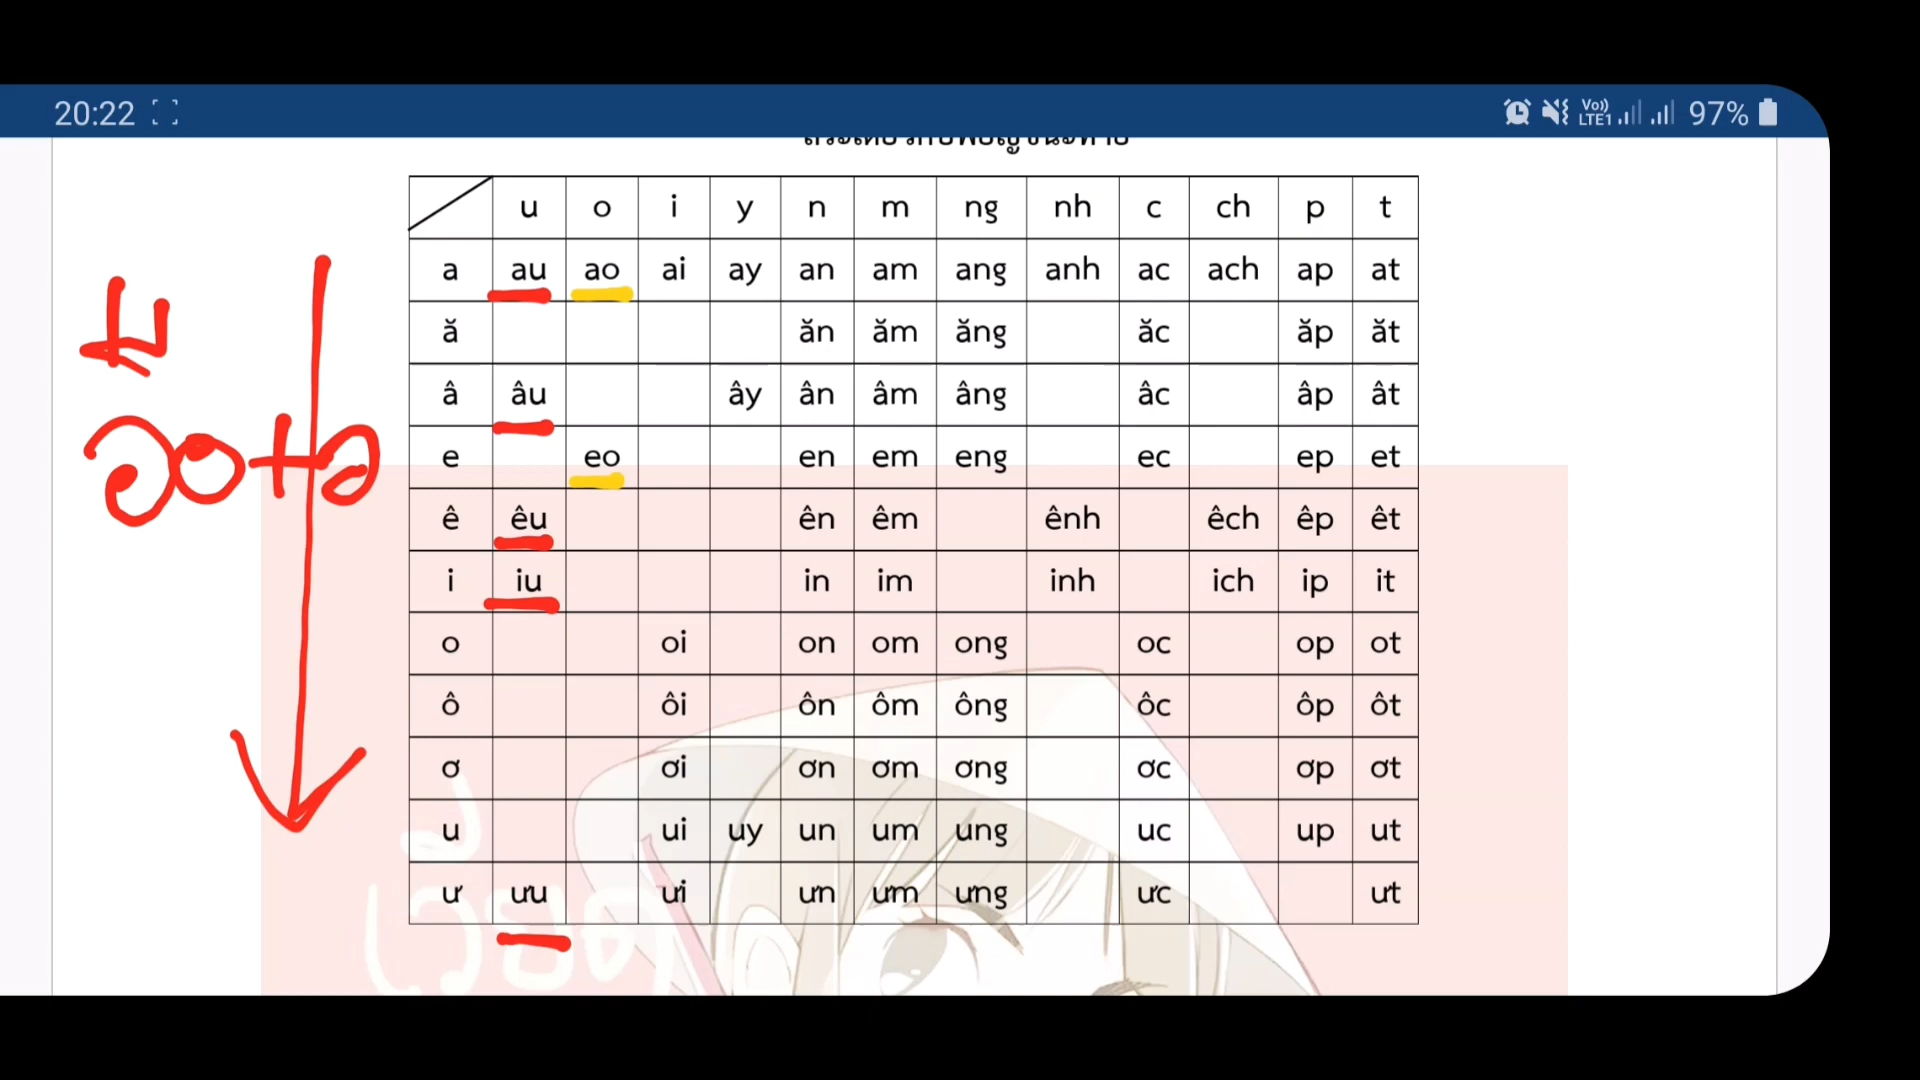 20:22 Vo)) LTE1 97%
u o i y n m ng nh c ch p t
a au ao ai ay an am ang anh ac ach ap at
ă ăn ăm ăng ăc ăp ăt
â âu ây ân âm âng âc âp ât
e eo en em eng ec ep et
ê êu ên êm ênh êch êp êt
i iu in im inh ich ip it
o oi on om ong oc op ot
ô ôi ôn ôm ông ôc ôp ôt
ơ ơi ơn ơm ơng ơc ơp ơt
u ui uy un um ung uc up ut
ư ưu ưi ưn ưm ưng ưc ưt